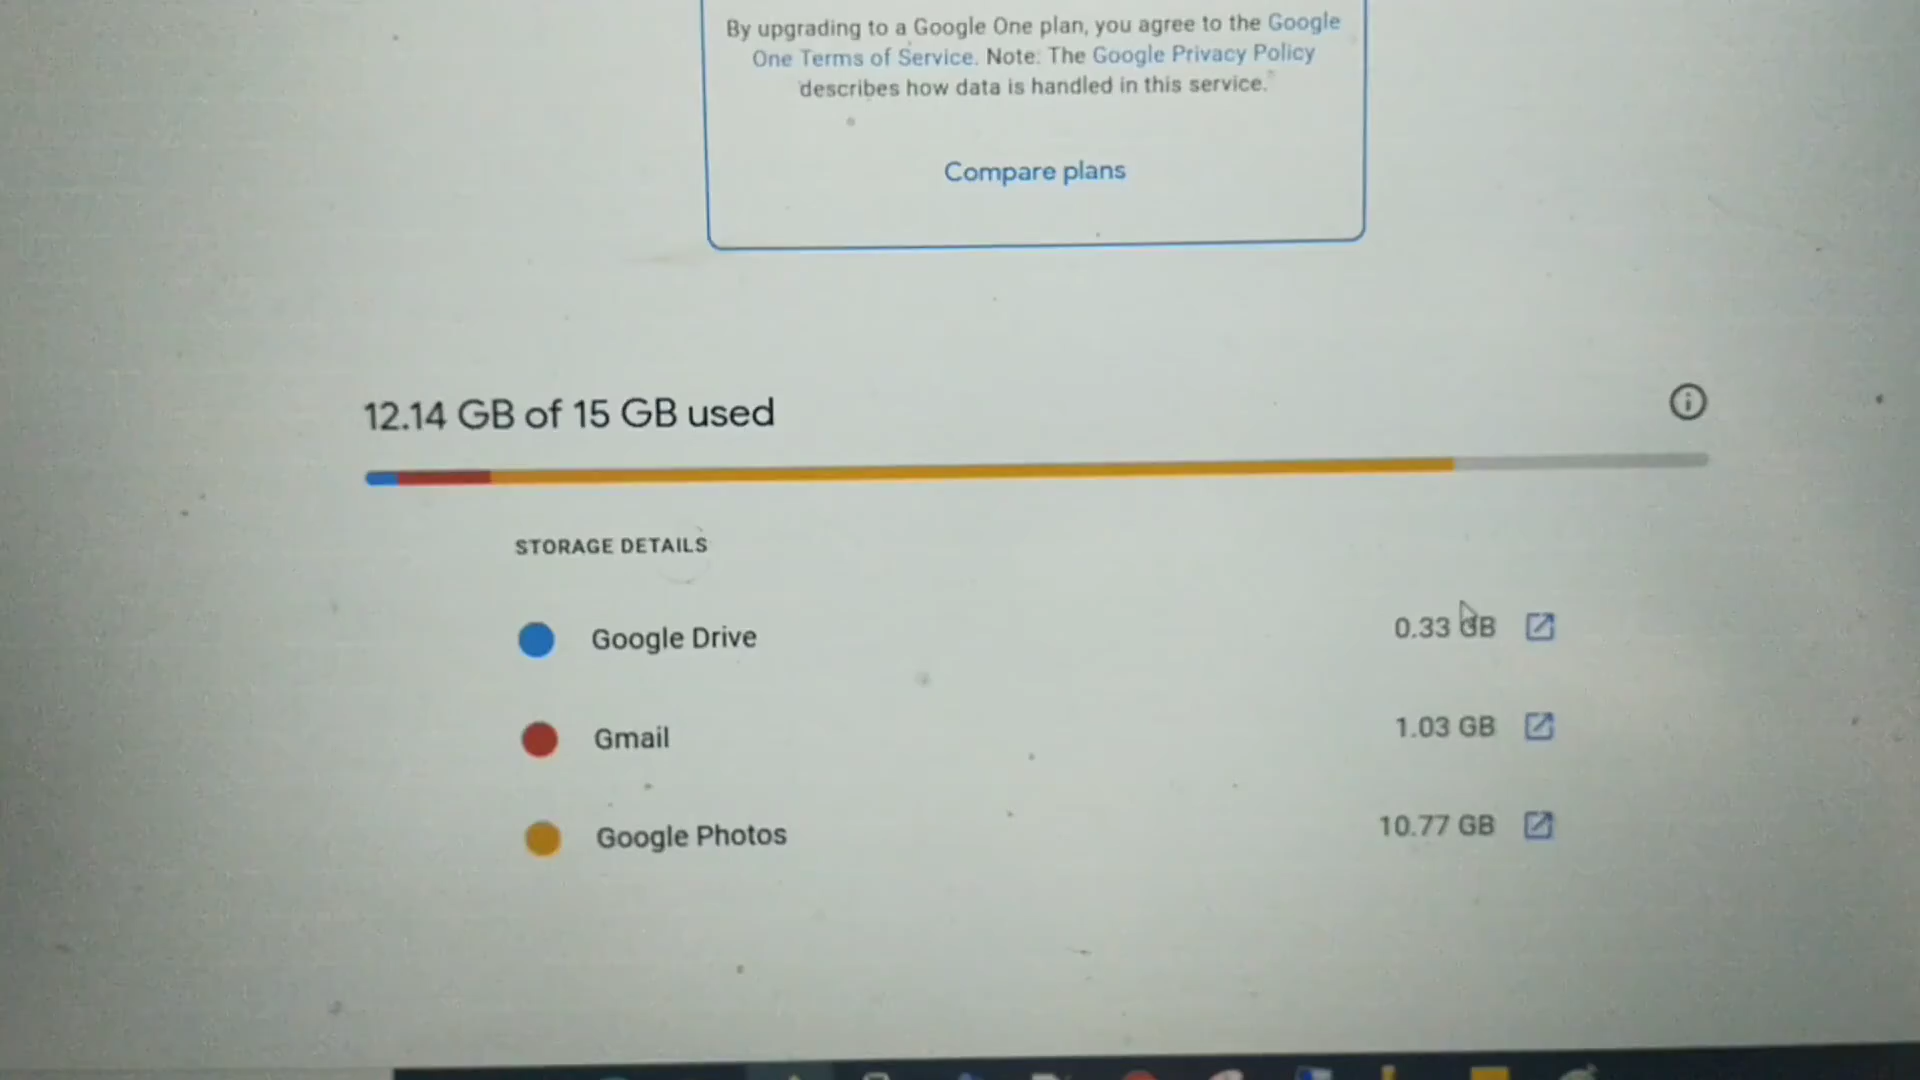 By upgrading to a Google One plan, you agree to the Google
One Terms of Service. Note: The Google Privacy Policy
describes how data is handled in this service.
Compare plans
12.14 GB of 15 GB used
STORAGE DETAILS
Google Drive 0.33 GB
Gmail 1.03 GB
Google Photos 10.77 GB